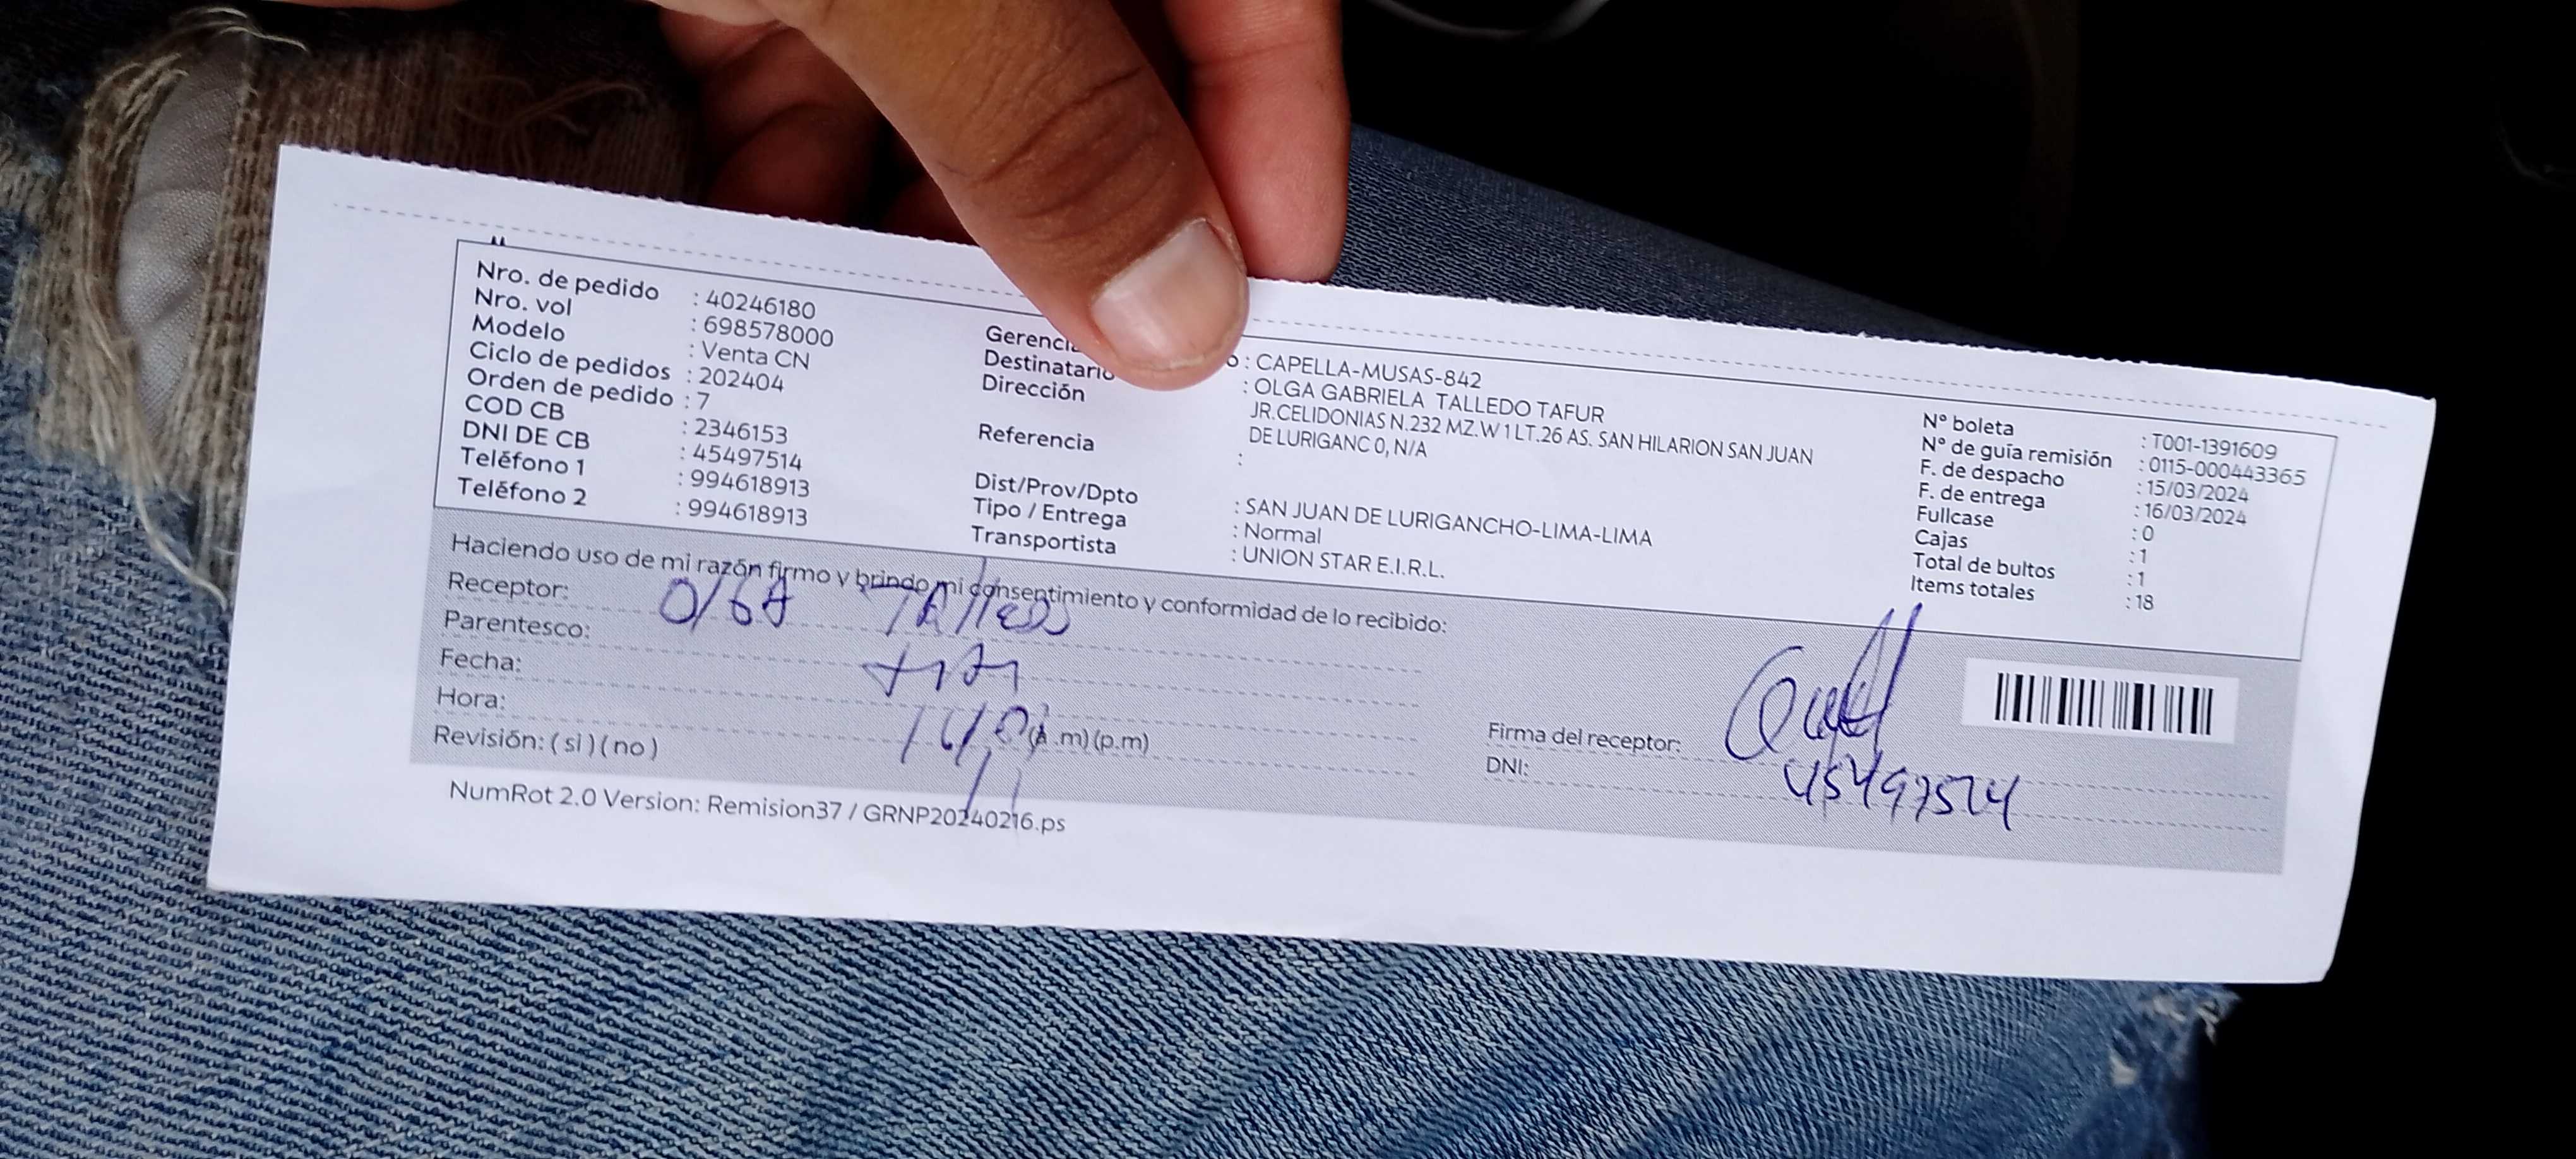 Nro. de pedido : 40246180
Nro. vol : 698578000
Modelo : Venta CN
Ciclo de pedidos : 202404
Orden de pedido : 7
COD CB : 2346153
DNI DE CB : 45497514
Teléfono 1 : 994618913
Teléfono 2 : 994618913
: CAPELLA-MUSAS-842
Destinatario : OLGA GABRIELA TALLEDO TAFUR
Dirección JR.CELIDONIAS N.232 MZ.W 1 LT.26 AS. SAN HILARION SAN JUAN
DE LURIGANC 0, N/A
Referencia :
Dist/Prov/Dpto : SAN JUAN DE LURIGANCHO-LIMA-LIMA
Tipo / Entrega : Normal
Transportista : UNION STAR E.I.R.L.
N° boleta : T001-1391609
N° de guía remisión : 0115-000443365
F. de despacho : 15/03/2024
F. de entrega : 16/03/2024
Fullcase : 0
Cajas : 1
Total de bultos : 1
Items totales : 18
Haciendo uso de mi razón firmo y brindo mi consentimiento y conformidad de lo recibido:
Receptor: OlGA TAlleDO
Parentesco:
Fecha:
Hora: (a.m) (p.m)
Revisión: ( si ) ( no )
Firma del receptor:
DNI: 45497514
NumRot 2.0 Version: Remision37 / GRNP20240216.ps